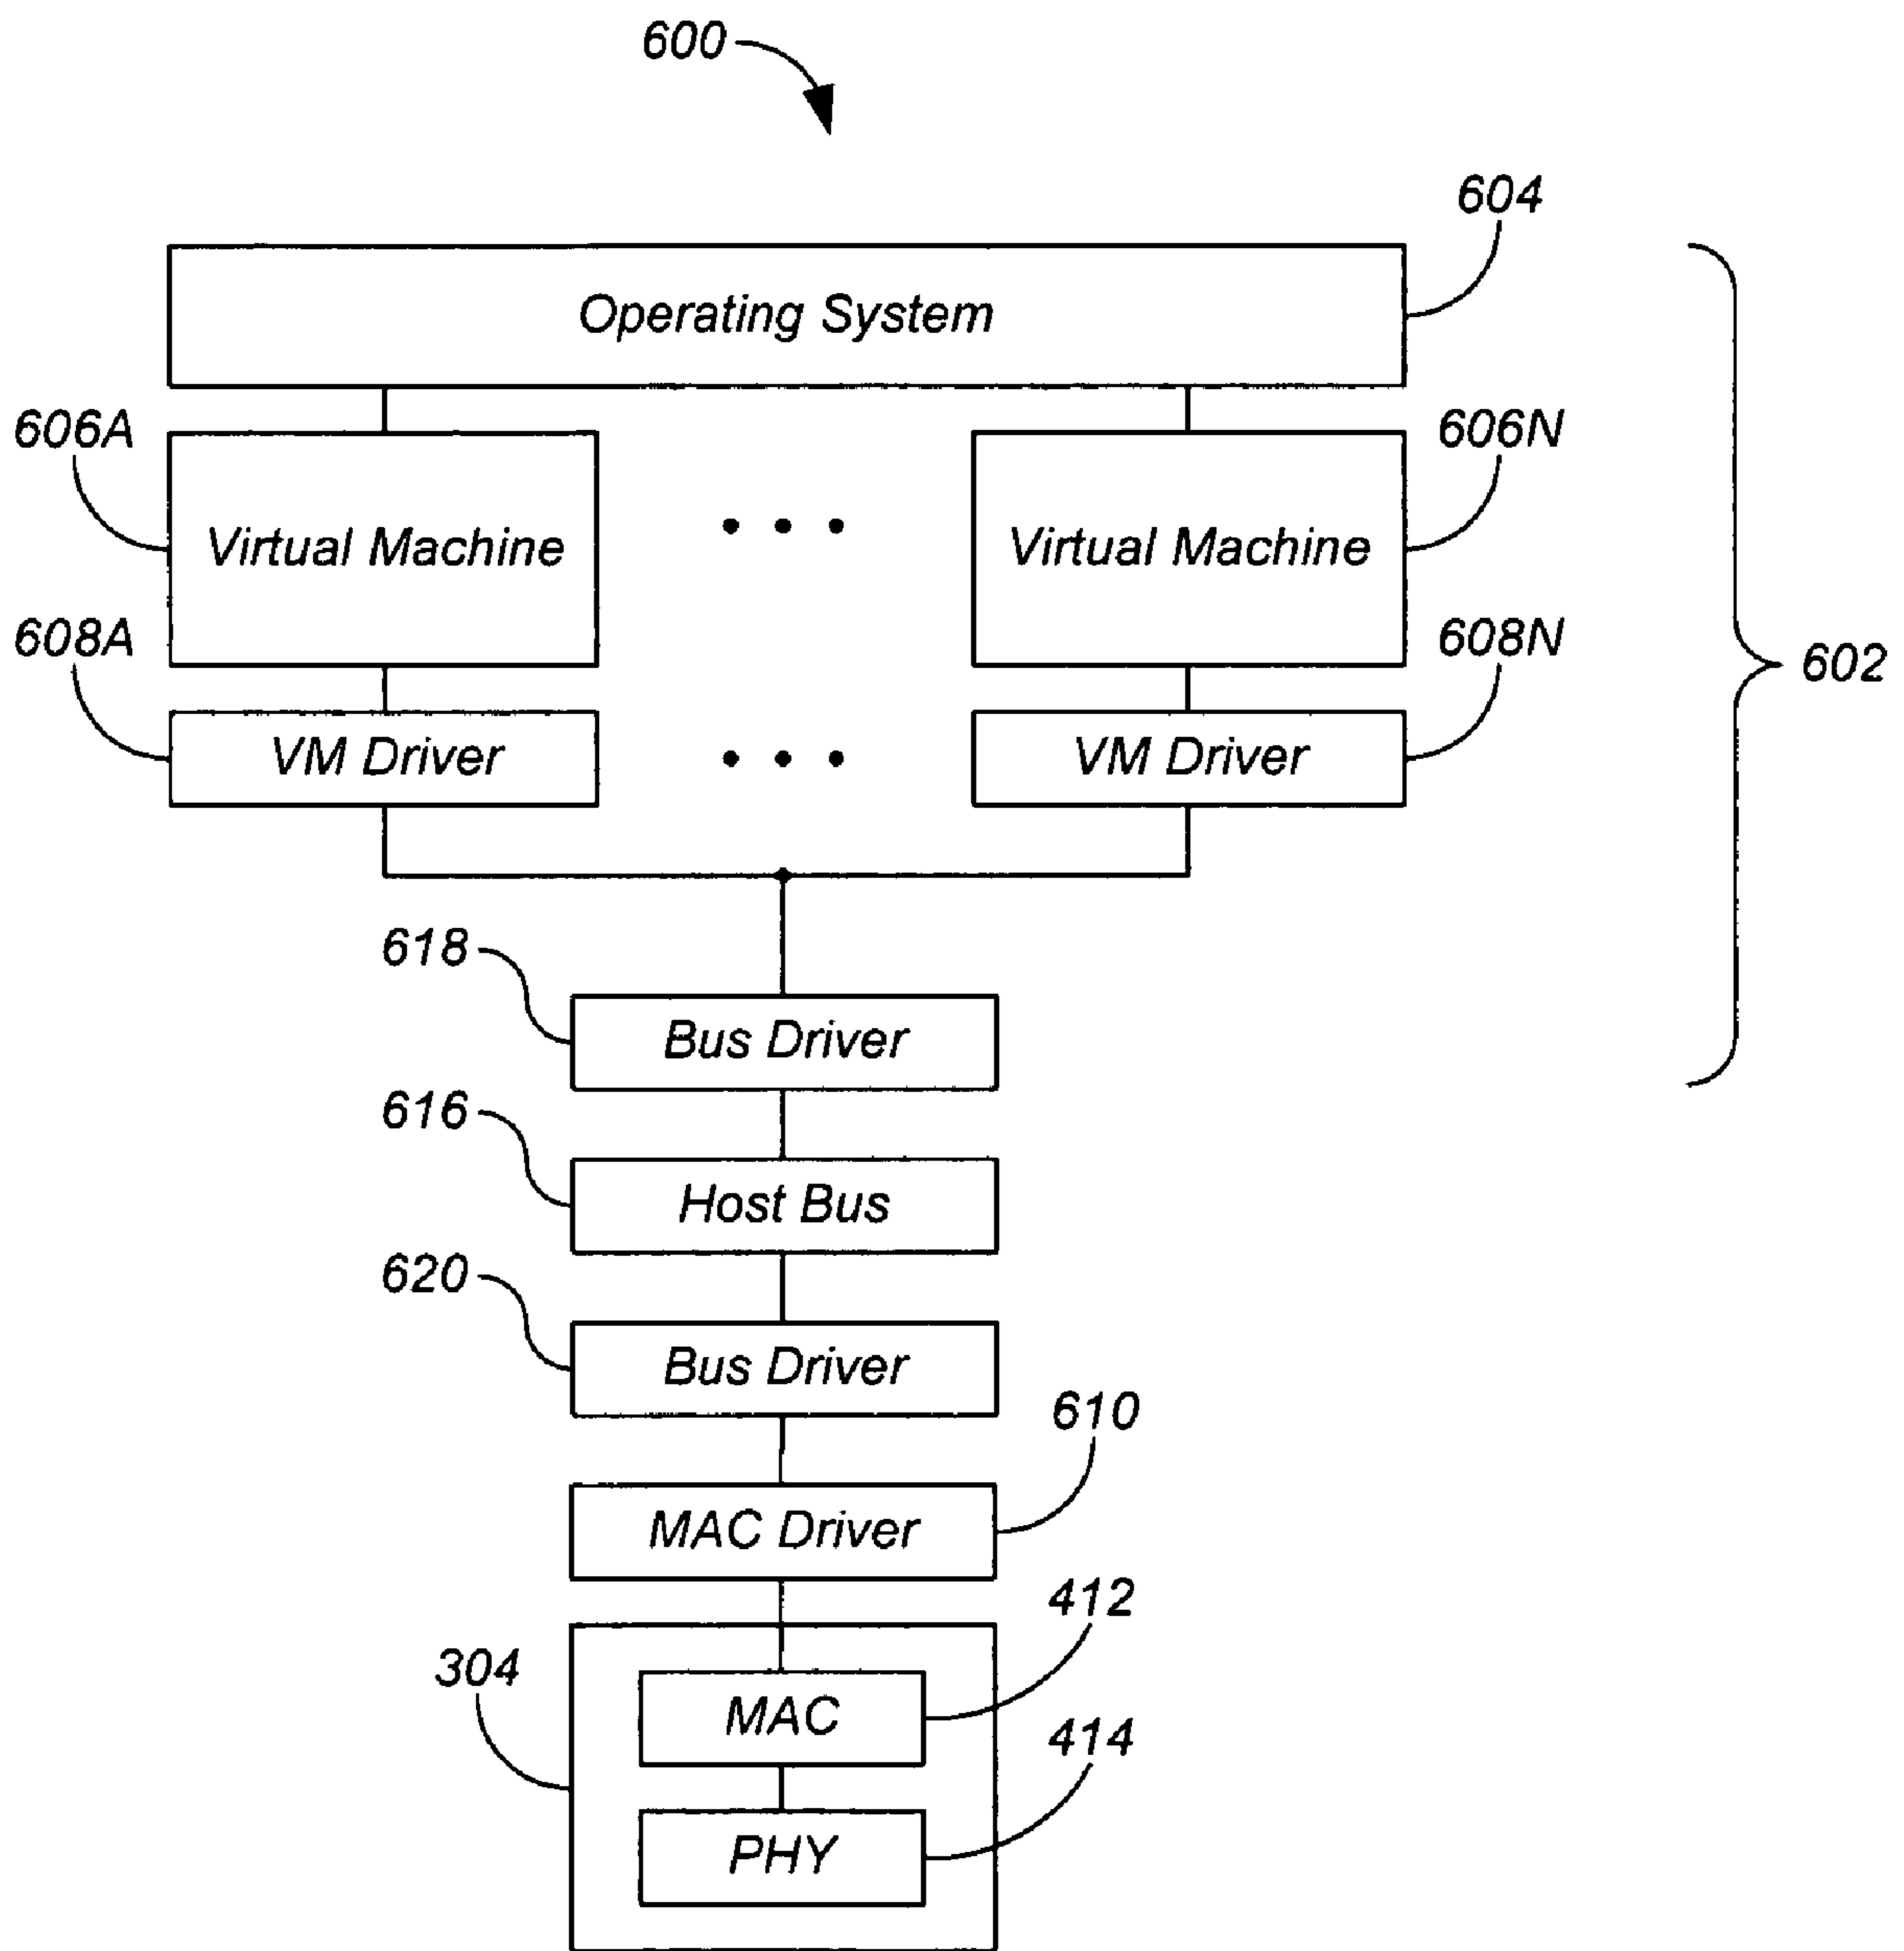 600
604
Operating System
606A
606N
Virtual Machine
Virtual Machine
608A
608N
602
VM Driver
VM Driver
618
Bus Driver
616
Host Bus
620
Bus Driver
610
MAC Driver
412
304
MAC
414
PHY